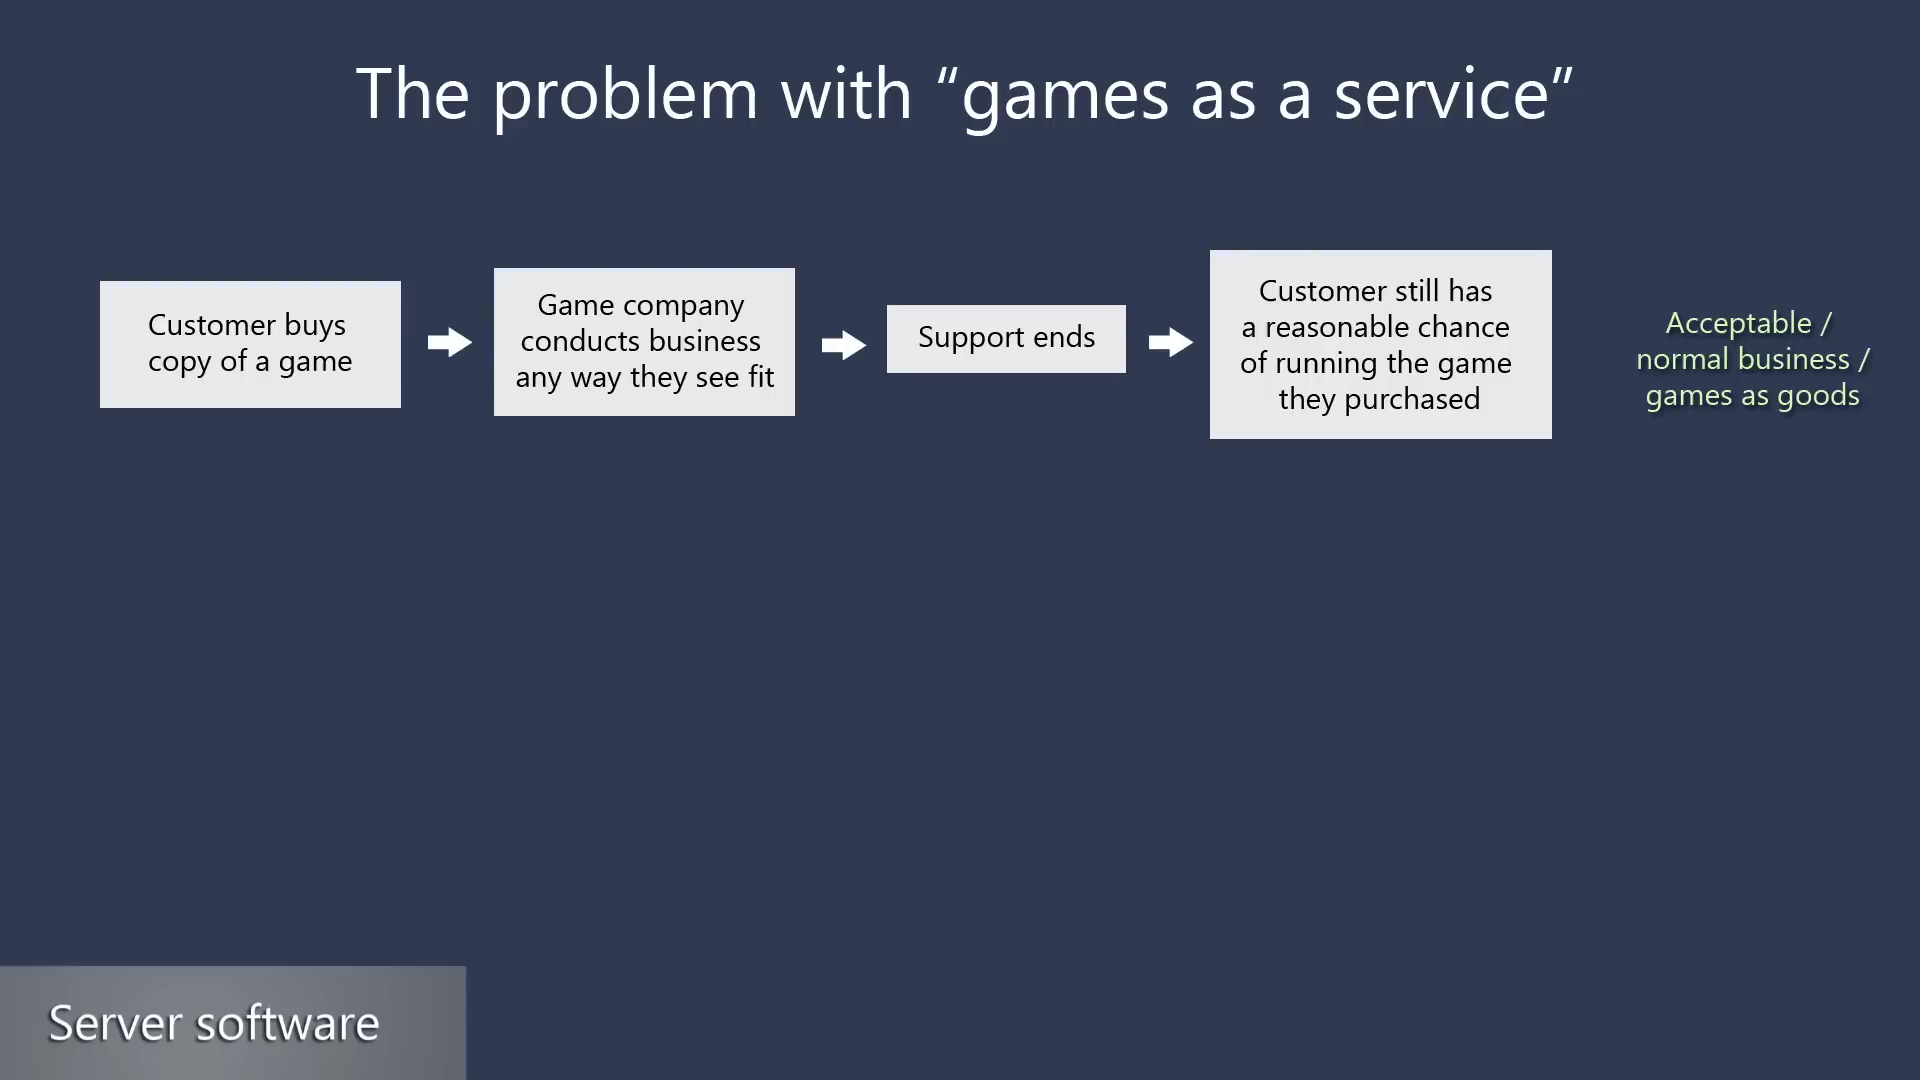 The problem with “games as a service”
Customer buys
copy of a game
Game company
conducts business
any way they see fit
Support ends
Customer still has
a reasonable chance
of running the game
they purchased
Acceptable /
normal business /
games as goods
Server software